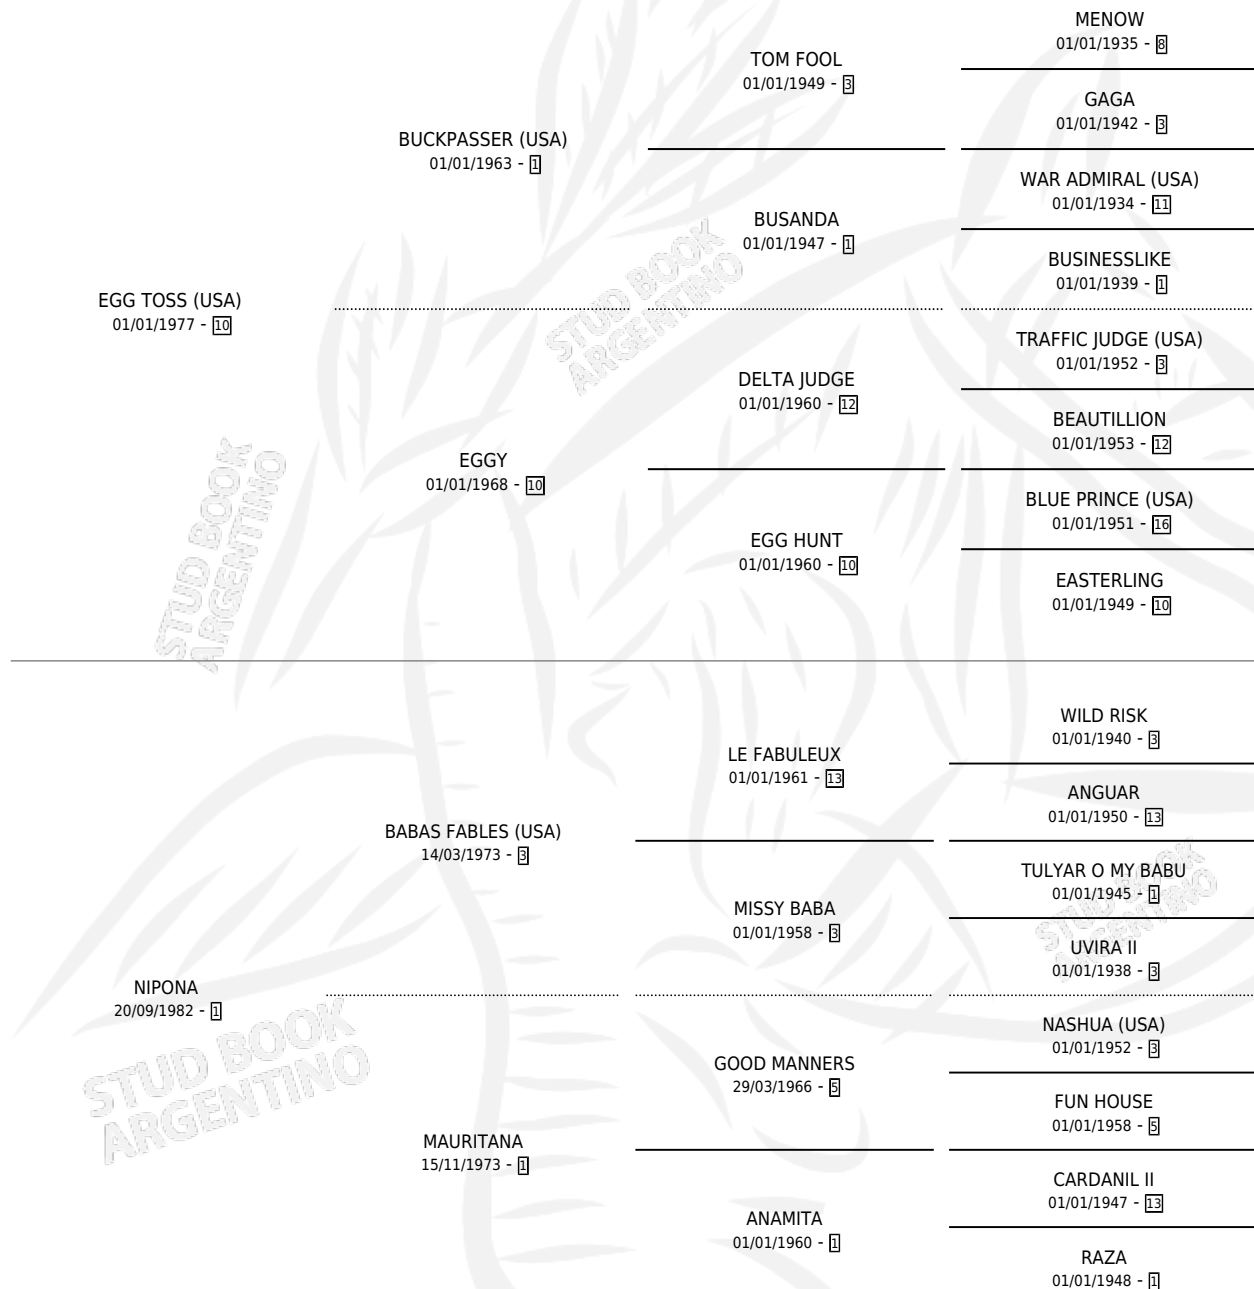 MENOW
01/01/1935 - 8
TOM FOOL
01/01/1949 - 3
GAGA
01/01/1942 - 3
BUCKPASSER (USA)
01/01/1963 - 1
WAR ADMIRAL (USA)
01/01/1934 - 11
BUSANDA
01/01/1947 - 1
BUSINESSLIKE
01/01/1939 - 1
EGG TOSS (USA)
01/01/1977 - 10
TRAFFIC JUDGE (USA)
01/01/1952 - 3
DELTA JUDGE
01/01/1960 - 12
BEAUTILLION
01/01/1953 - 12
EGGY
01/01/1968 - 10
BLUE PRINCE (USA)
01/01/1951 - 16
EGG HUNT
01/01/1960 - 10
EASTERLING
01/01/1949 - 10
WILD RISK
01/01/1940 - 3
LE FABULEUX
01/01/1961 - 13
ANGUAR
01/01/1950 - 13
BABAS FABLES (USA)
14/03/1973 - 3
TULYAR O MY BABU
01/01/1945 - 1
MISSY BABA
01/01/1958 - 3
UVIRA II
01/01/1938 - 3
NIPONA
20/09/1982 - 1
NASHUA (USA)
01/01/1952 - 3
GOOD MANNERS
29/03/1966 - 5
FUN HOUSE
01/01/1958 - 5
MAURITANA
15/11/1973 - 1
CARDANIL II
01/01/1947 - 13
ANAMITA
01/01/1960 - 1
RAZA
01/01/1948 - 1
STUD BOOK
ARGENTINO
STUD BOOK
ARGENTINO
STUD BOOK
ARGENTINO
STUD BOOK
ARGENTINO